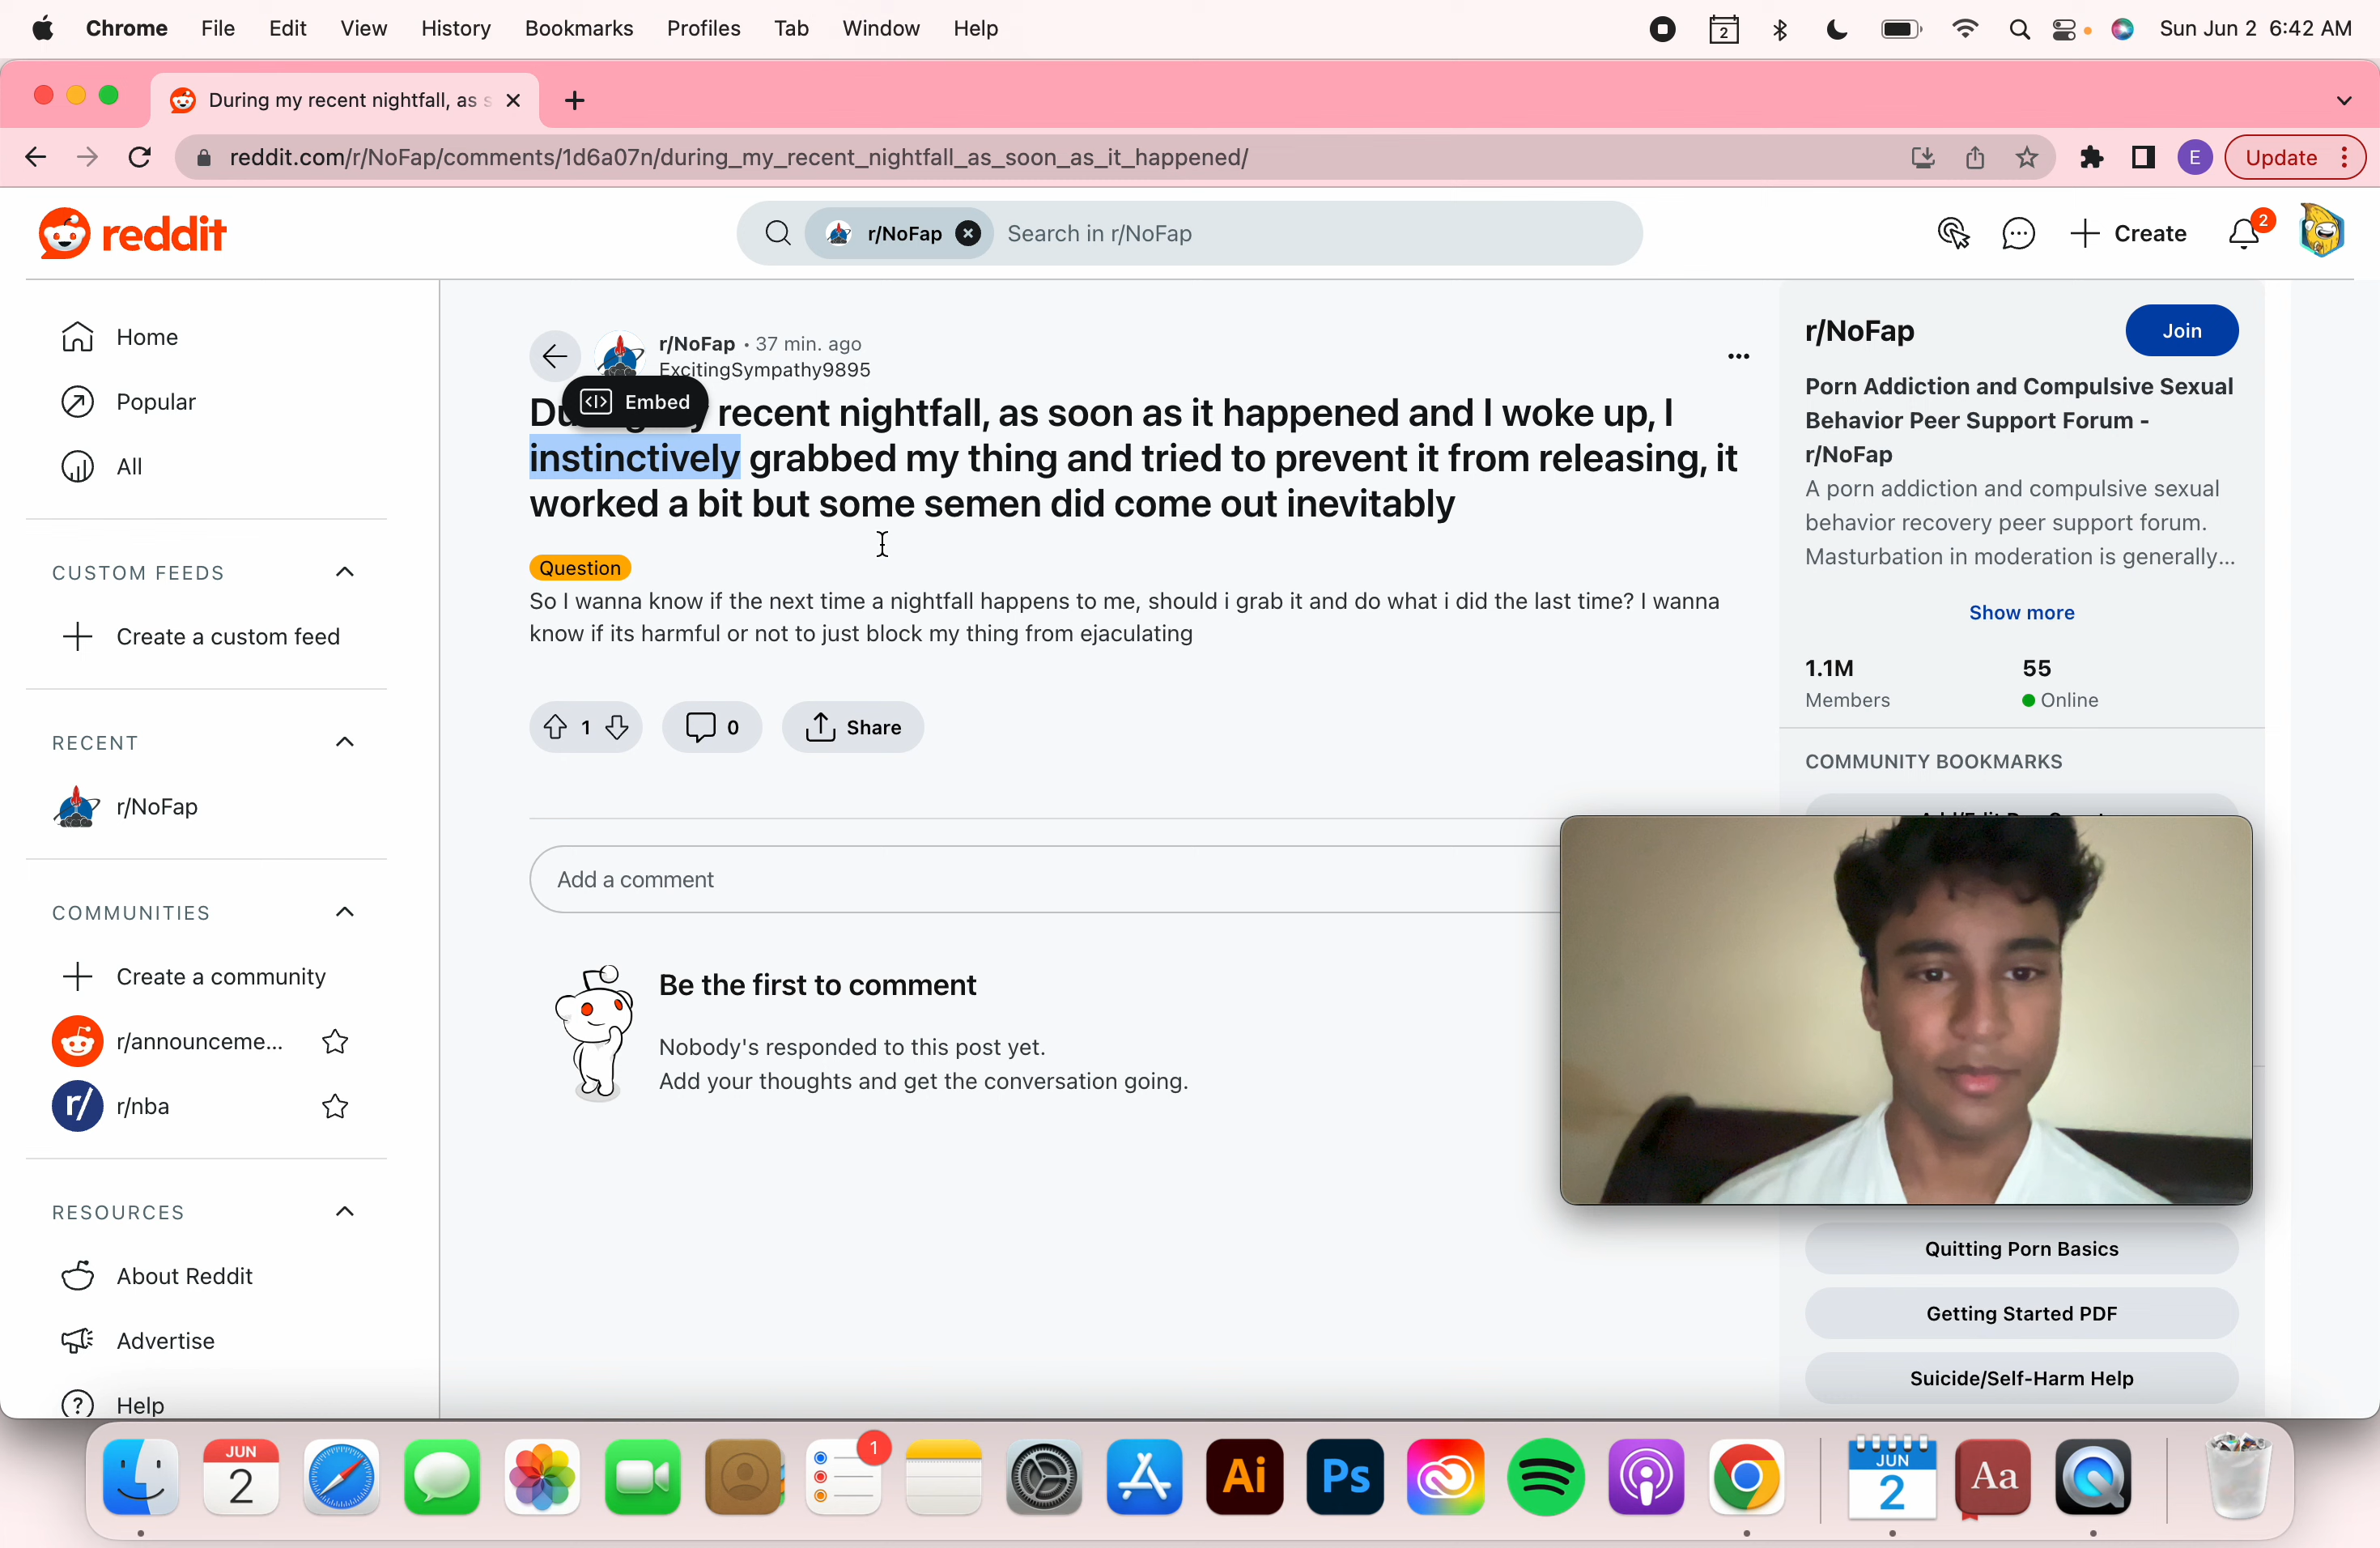 Chrome File Edit View History Bookmarks Profiles Tab Window Help
2
Sun Jun 2 6:42 AM
During my recent nightfall, as s
reddit.com/r/NoFap/comments/1d6a07n/during_my_recent_nightfall_as_soon_as_it_happened/
E
Update
reddit
r/NoFap
Search in r/NoFap
Create
2
Home
Popular
All
CUSTOM FEEDS
Create a custom feed
RECENT
r/NoFap
COMMUNITIES
Create a community
r/announceme...
r/ r/nba
RESOURCES
About Reddit
Advertise
Help
r/NoFap • 37 min. ago
ExcitingSympathy9895
Embed
recent nightfall, as soon as it happened and I woke up, I
instinctively grabbed my thing and tried to prevent it from releasing, it
worked a bit but some semen did come out inevitably
Question
So I wanna know if the next time a nightfall happens to me, should i grab it and do what i did the last time? I wanna
know if its harmful or not to just block my thing from ejaculating
1
0
Share
Add a comment
Be the first to comment
Nobody's responded to this post yet.
Add your thoughts and get the conversation going.
r/NoFap
Join
Porn Addiction and Compulsive Sexual
Behavior Peer Support Forum -
r/NoFap
A porn addiction and compulsive sexual
behavior recovery peer support forum.
Masturbation in moderation is generally...
Show more
1.1M
Members
55
Online
COMMUNITY BOOKMARKS
Quitting Porn Basics
Getting Started PDF
Suicide/Self-Harm Help
JUN
2
1
Ai
Ps
JUN
2
Aa